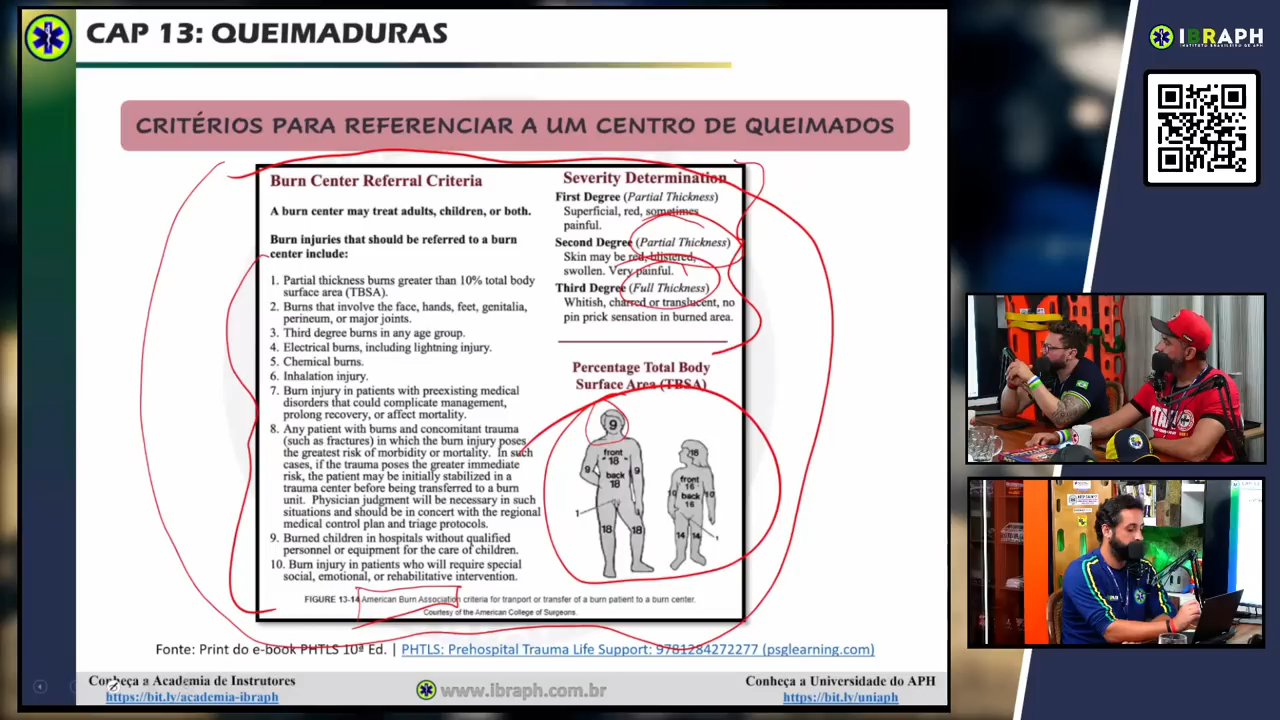 CAP 13: QUEIMADURAS
IBRAPH
INSTITUTO BRASILEIRO DE APH
CRITÉRIOS PARA REFERENCIAR A UM CENTRO DE QUEIMADOS
Burn Center Referral Criteria
A burn center may treat adults, children, or both.
Burn injuries that should be referred to a burn
center include:
1. Partial thickness burns greater than 10% total body
surface area (TBSA).
2. Burns that involve the face, hands, feet, genitalia,
perineum, or major joints.
3. Third degree burns in any age group.
4. Electrical burns, including lightning injury.
5. Chemical burns.
6. Inhalation injury.
7. Burn injury in patients with preexisting medical
disorders that could complicate management,
prolong recovery, or affect mortality.
8. Any patient with burns and concomitant trauma
(such as fractures) in which the burn injury poses
the greatest risk of morbidity or mortality. In such
cases, if the trauma poses the greater immediate
risk, the patient may be initially stabilized in a
trauma center before being transferred to a burn
unit. Physician judgment will be necessary in such
situations and should be in concert with the regional
medical control plan and triage protocols.
9. Burned children in hospitals without qualified
personnel or equipment for the care of children.
10. Burn injury in patients who will require special
social, emotional, or rehabilitative intervention.
Severity Determination
First Degree (Partial Thickness)
Superficial, red, sometimes
painful.
Second Degree (Partial Thickness)
Skin may be red, blistered,
swollen. Very painful.
Third Degree (Full Thickness)
Whitish, charred or translucent, no
pin prick sensation in burned area.
Percentage Total Body
Surface Area (TBSA)
9
front
18
9 back 9
18
1
18 18
18
front
16
10 back 10
16
14 14
1
FIGURE 13-14 American Burn Association criteria for tranport or transfer of a burn patient to a burn center.
Courtesy of the American College of Surgeons.
Fonte: Print do e-book PHTLS 10ª Ed. | PHTLS: Prehospital Trauma Life Support: 9781284272277 (psglearning.com)
Conheça a Academia de Instrutores
https://bit.ly/academia-ibraph
www.ibraph.com.br
Conheça a Universidade do APH
https://bit.ly/uniaph